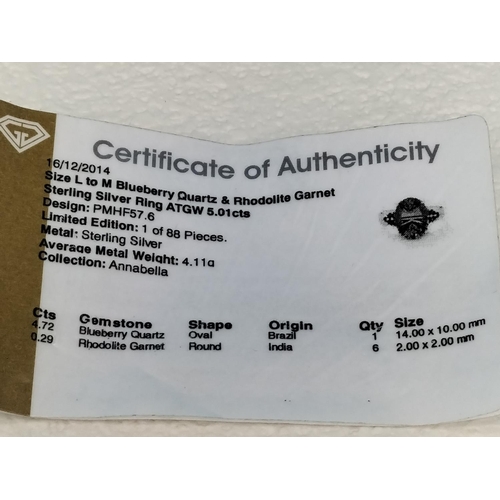 Certificate of Authenticity
16/12/2014
Size L to M Blueberry Quartz & Rhodolite Garnet
Sterling Silver Ring ATGW 5.01cts
Design: PMHF57.6
Limited Edition: 1 of 88 Pieces.
Metal: Sterling Silver
Average Metal Weight: 4.11g
Collection: Annabella
Cts Gemstone Shape Origin Qty Size
4.72 Blueberry Quartz Oval Brazil 1 14.00 x 10.00 mm
0.29 Rhodolite Garnet Round India 6 2.00 x 2.00 mm